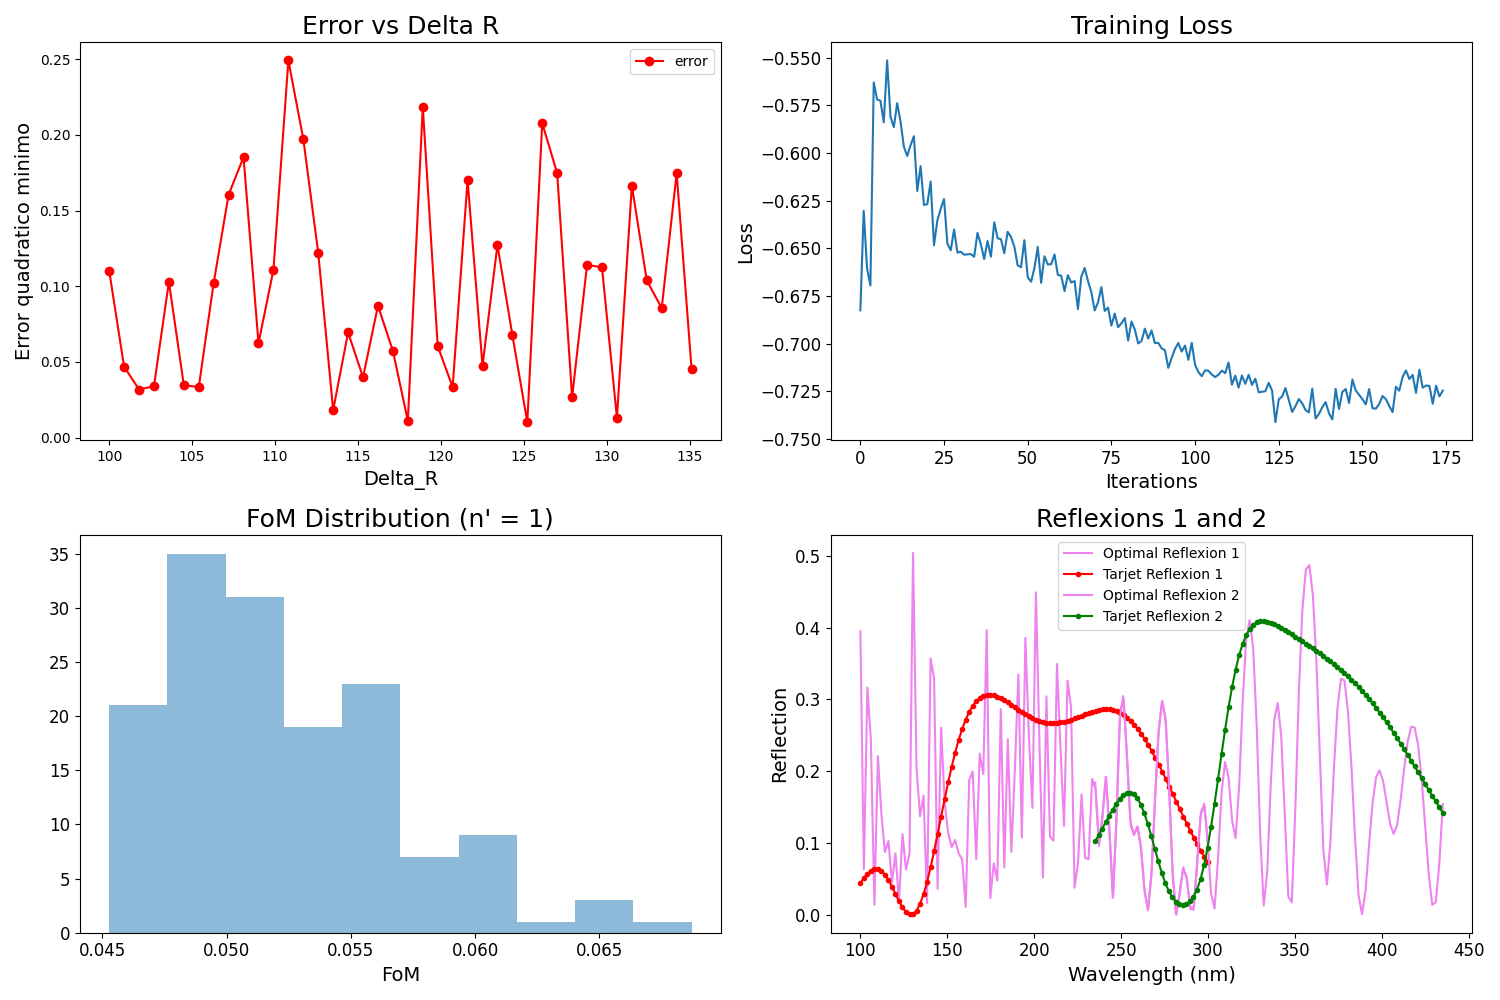 Error vs Delta R
error
Error quadratico minimo
0.25
0.20
0.15
0.10
0.05
0.00
100 105 110 115 120 125 130 135
Delta_R
Training Loss
Loss
−0.550
−0.575
−0.600
−0.625
−0.650
−0.675
−0.700
−0.725
−0.750
0 25 50 75 100 125 150 175
Iterations
FoM Distribution (n' = 1)
35
30
25
20
15
10
5
0
0.045 0.050 0.055 0.060 0.065
FoM
Reflexions 1 and 2
Optimal Reflexion 1
Tarjet Reflexion 1
Optimal Reflexion 2
Tarjet Reflexion 2
Reflection
0.5
0.4
0.3
0.2
0.1
0.0
100 150 200 250 300 350 400 450
Wavelength (nm)